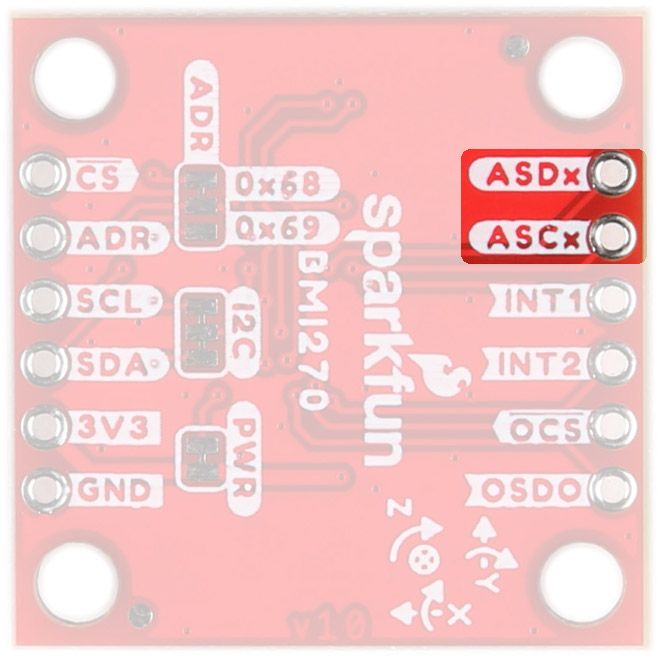 ADR
0x68
0x69
CS
ADR
SCL
SDA
3V3
GND
I2C
PWR
BMI270
sparkfun
ASDx
ASCx
INT1
INT2
OCS
OSDO
Z
Y
X
v10